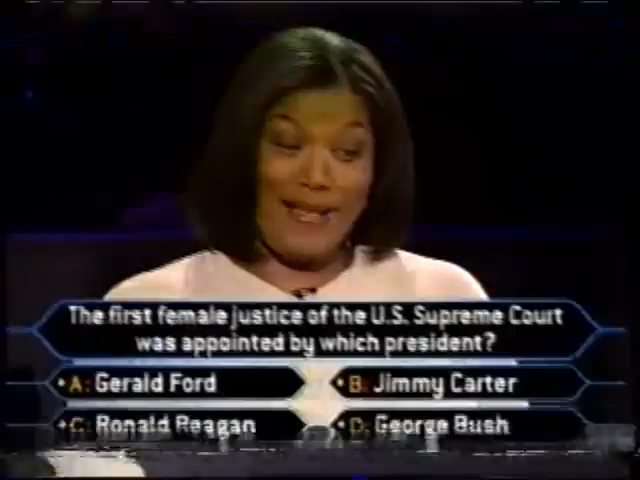 The first female justice of the U.S. Supreme Court
was appointed by which president?
A: Gerald Ford
B: Jimmy Carter
C: Ronald Reagan
D: George Bush